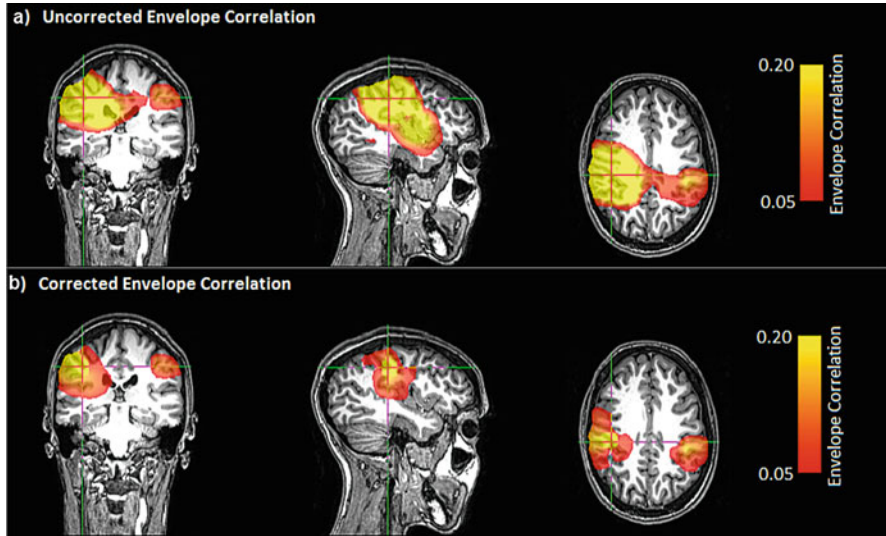 a) Uncorrected Envelope Correlation
0.20
0.05
Envelope Correlation
b) Corrected Envelope Correlation
0.20
0.05
Envelope Correlation